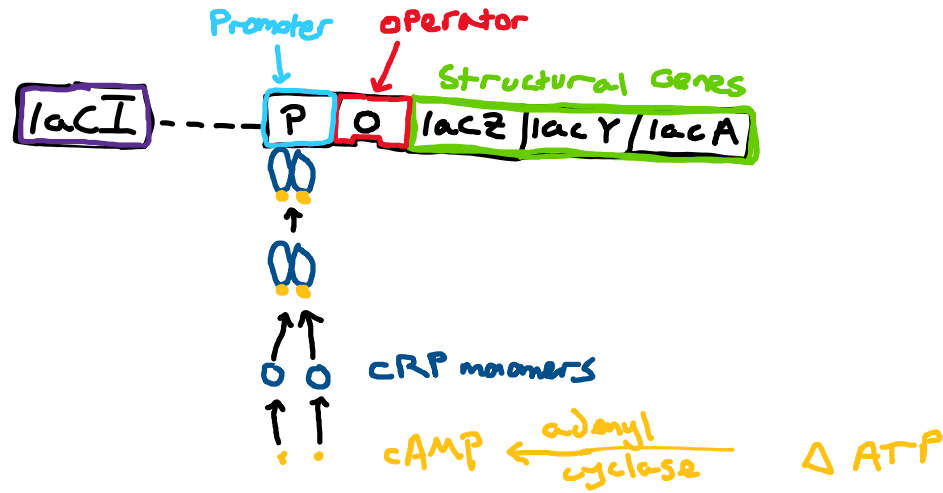 Promoter
operator
Structural Genes
lacI
P
O
lacZ
lacY
lacA
CRP monomers
cAMP
adenyl
cyclase
Δ ATP